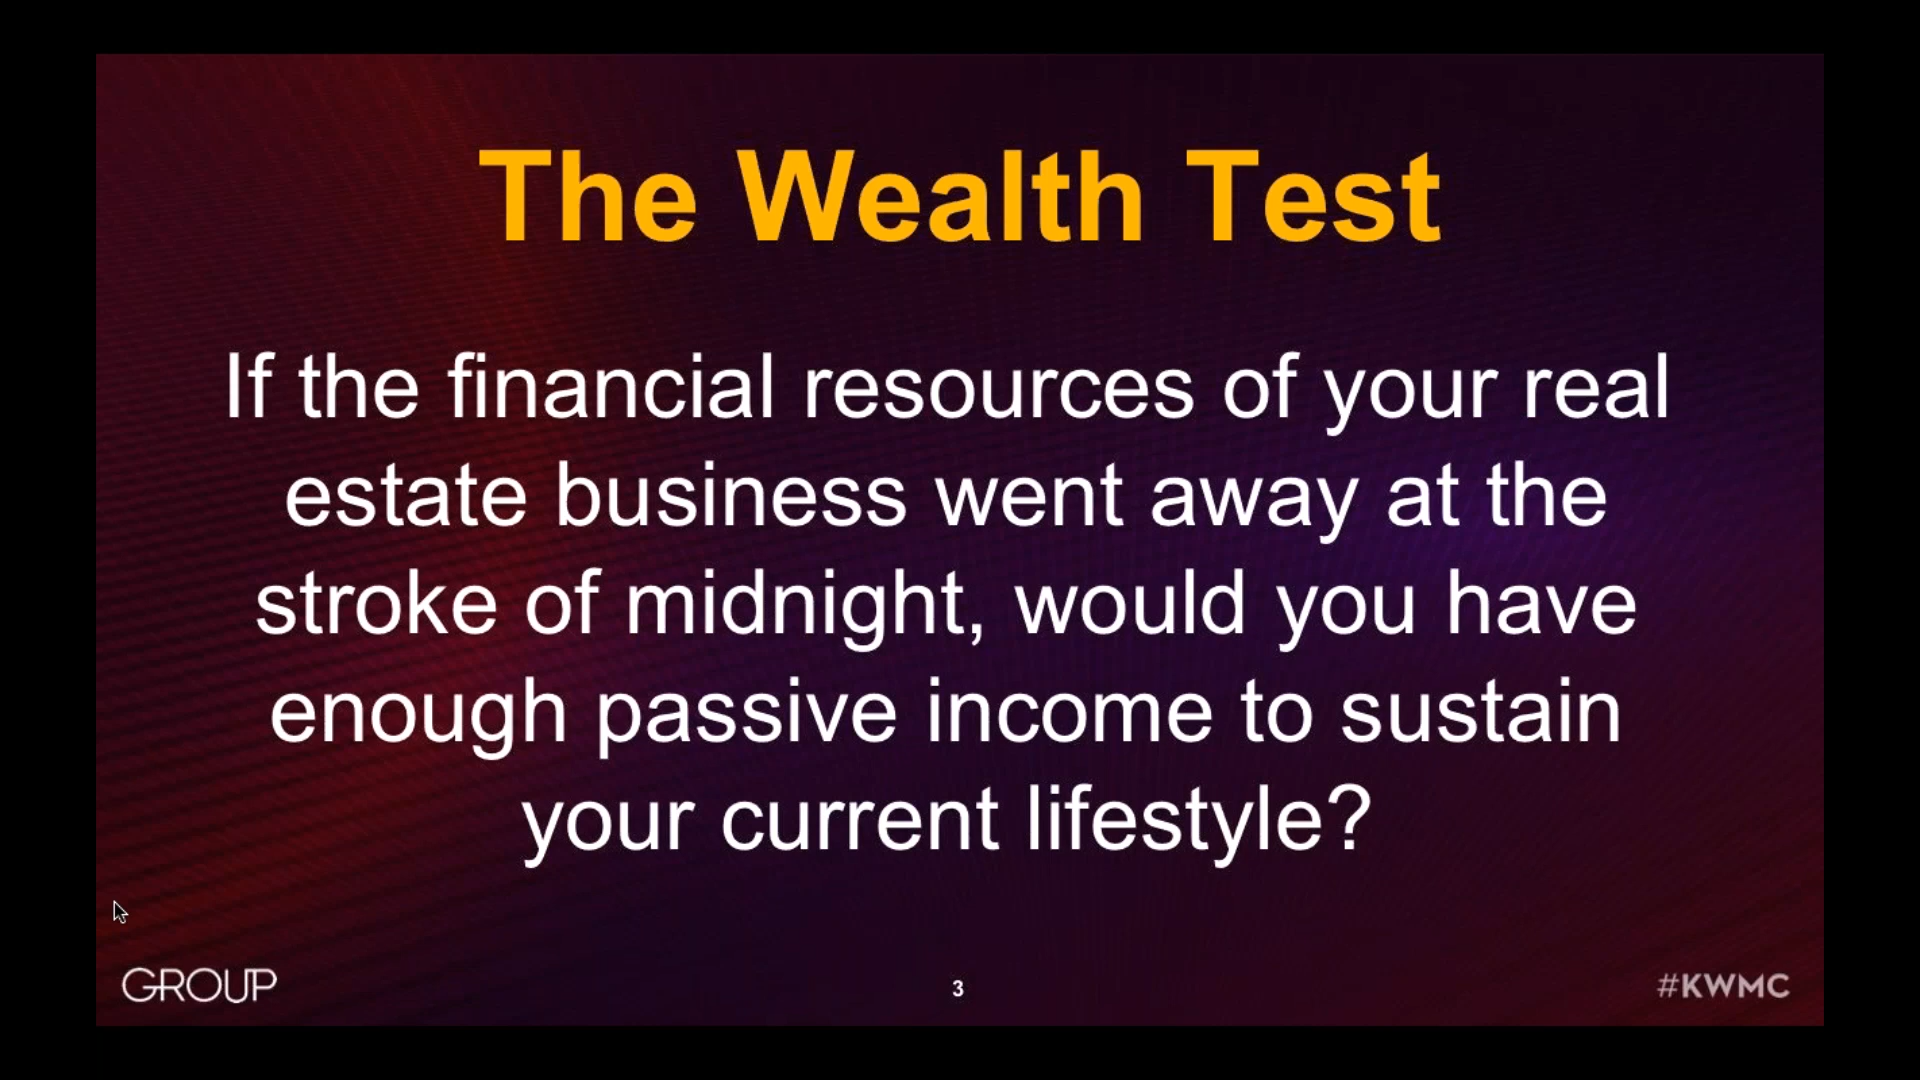 The Wealth Test
If the financial resources of your real
estate business went away at the
stroke of midnight, would you have
enough passive income to sustain
your current lifestyle?
GROUP
3
#KWMC